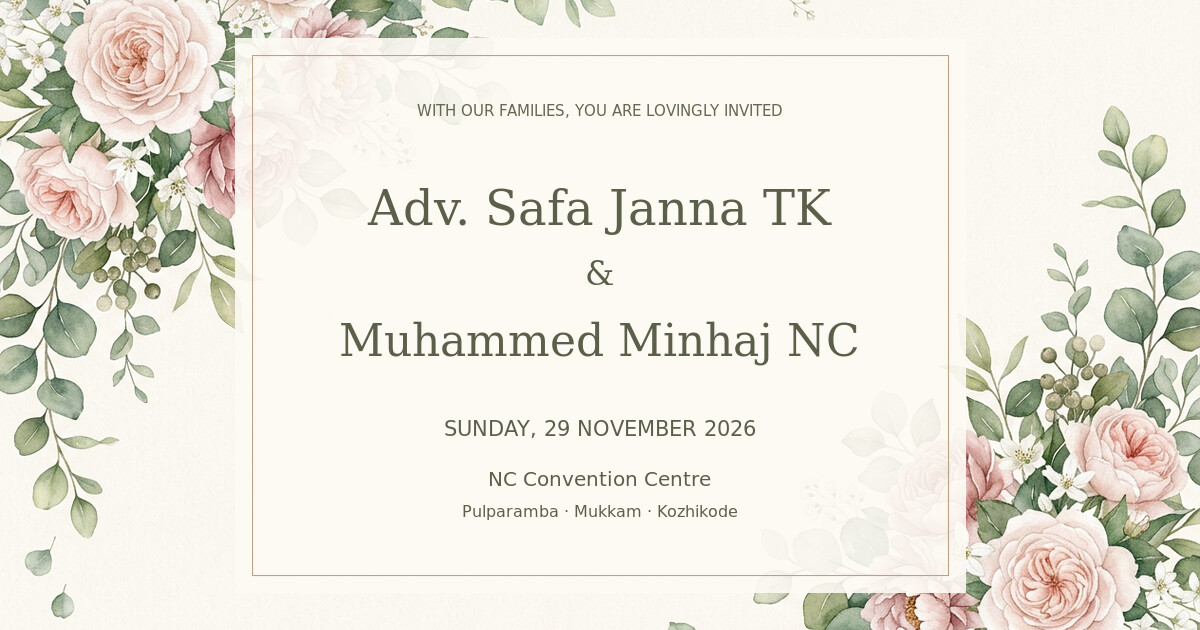 WITH OUR FAMILIES, YOU ARE LOVINGLY INVITED
Adv. Safa Janna TK
&
Muhammed Minhaj NC
SUNDAY, 29 NOVEMBER 2026
NC Convention Centre
Pulparamba · Mukkam · Kozhikode